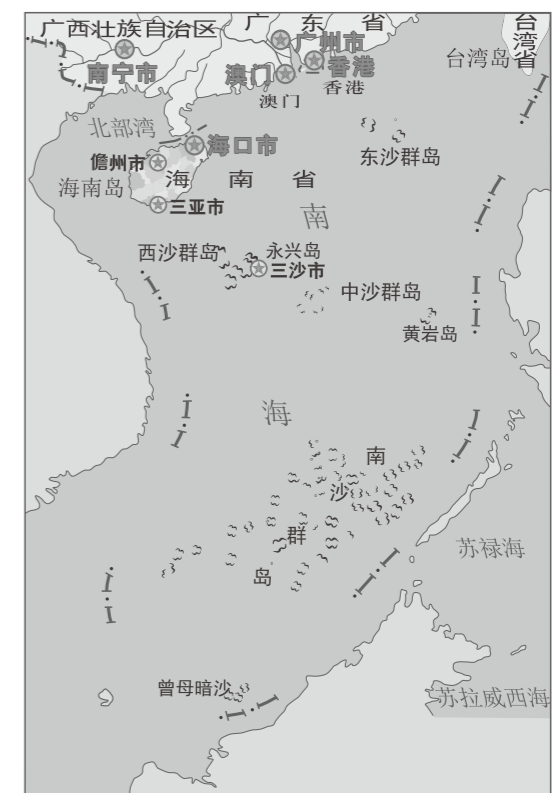 广西壮族自治区
广东省
台湾省
台湾岛
广州市
南宁市
澳门
香港
香港
澳门
北部湾
海口市
东沙群岛
儋州市
海南岛
海南省
三亚市
南
西沙群岛
永兴岛
三沙市
中沙群岛
黄岩岛
海
南
沙
群
岛
苏禄海
曾母暗沙
苏拉威西海